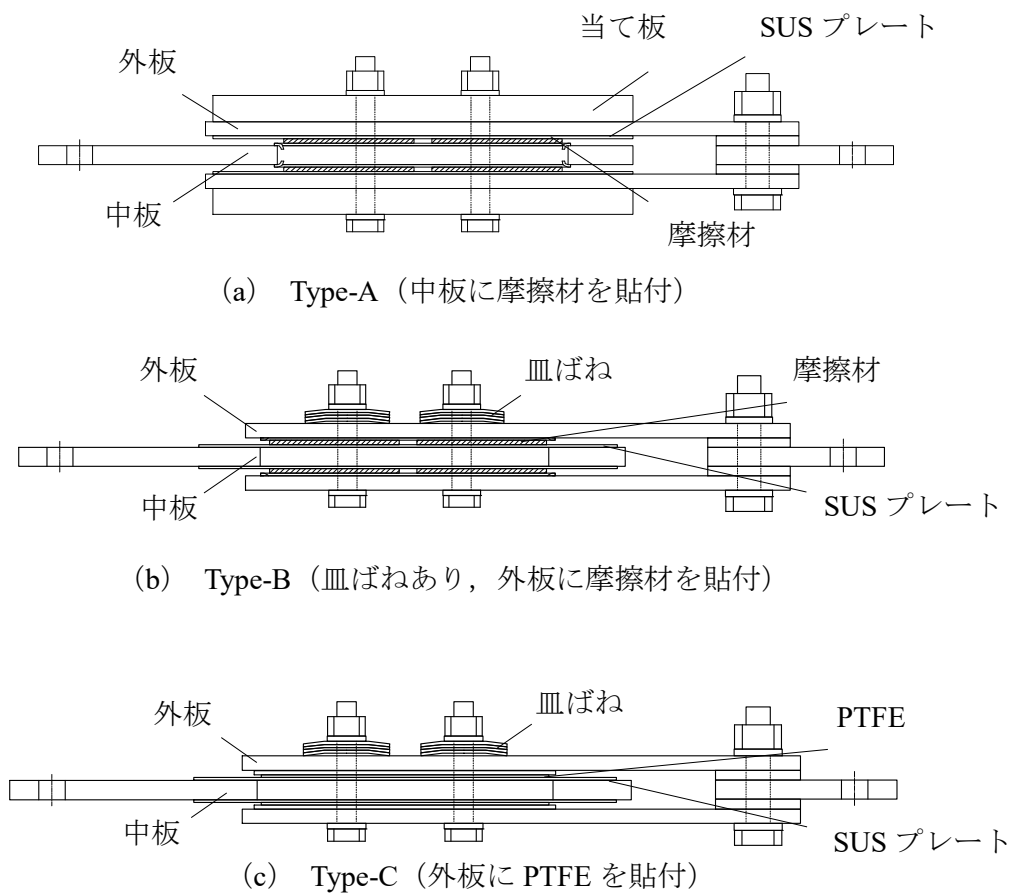 当て板
SUS プレート
外板
中板
摩擦材
(a) Type-A（中板に摩擦材を貼付）
外板
皿ばね
摩擦材
中板
SUS プレート
(b) Type-B（皿ばねあり，外板に摩擦材を貼付）
外板
皿ばね
PTFE
中板
SUS プレート
(c) Type-C（外板に PTFE を貼付）